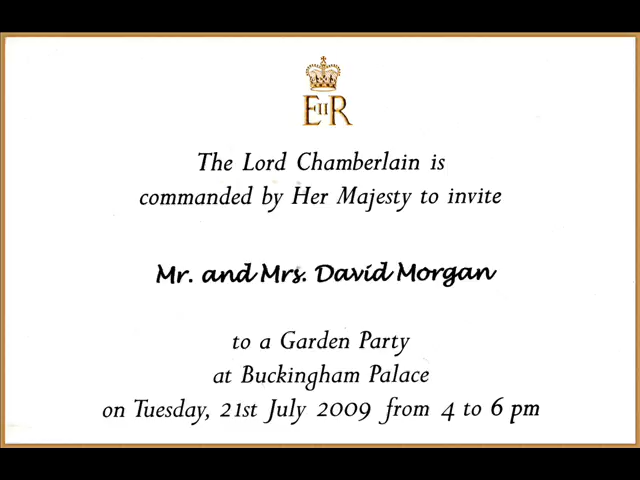 EIIR
The Lord Chamberlain is
commanded by Her Majesty to invite
Mr. and Mrs. David Morgan
to a Garden Party
at Buckingham Palace
on Tuesday, 21st July 2009 from 4 to 6 pm